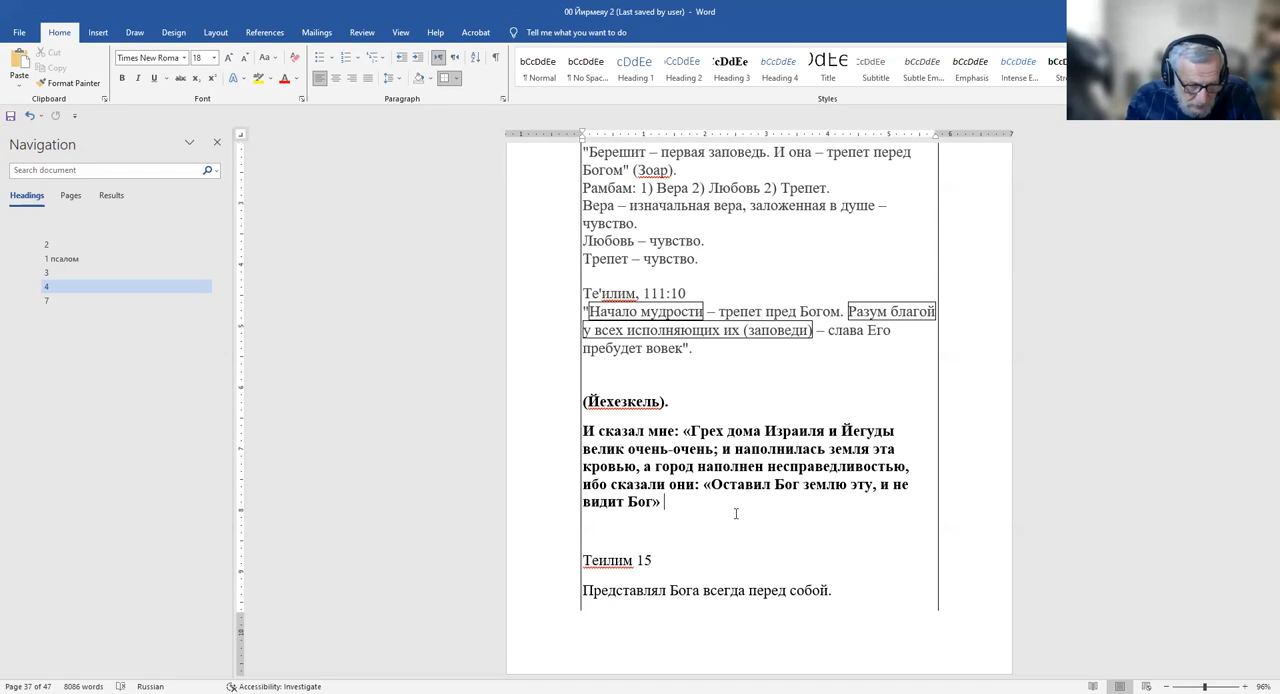 00 Йирмеяу 2 (Last saved by user) - Word
File Home Insert Draw Design Layout References Mailings Review View Help Acrobat Tell me what you want to do
Paste Cut Copy Format Painter
Times New Roma 18
¶ Normal ¶ No Spac... Heading 1 Heading 2 Heading 3 Heading 4 Title Subtitle Subtle Em... Emphasis Intense E...
Clipboard Font Paragraph Styles
Navigation
Search document
Headings Pages Results
2
1 псалом
3
4
7
"Берешит – первая заповедь. И она – трепет перед
Богом" (Зоар).
Рамбам: 1) Вера 2) Любовь 2) Трепет.
Вера – изначальная вера, заложенная в душе –
чувство.
Любовь – чувство.
Трепет – чувство.
Те'илим, 111:10
"Начало мудрости – трепет пред Богом. Разум благой
у всех исполняющих их (заповеди) – слава Его
пребудет вовек".
(Йехезкель).
И сказал мне: «Грех дома Израиля и Йегуды
велик очень-очень; и наполнилась земля эта
кровью, а город наполнен несправедливостью,
ибо сказали они: «Оставил Бог землю эту, и не
видит Бог»
Теилим 15
Представлял Бога всегда перед собой.
Page 37 of 47 8086 words Russian Accessibility: Investigate 96%